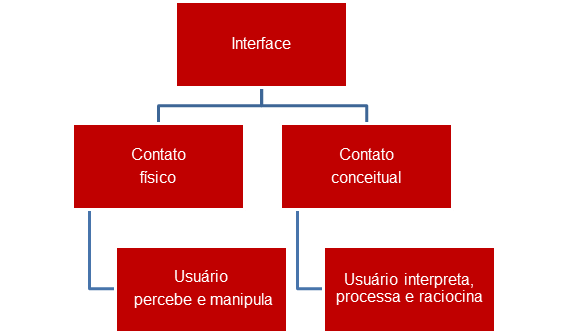 Interface
Contato
físico
Contato
conceitual
Usuário
percebe e manipula
Usuário interpreta,
processa e raciocina